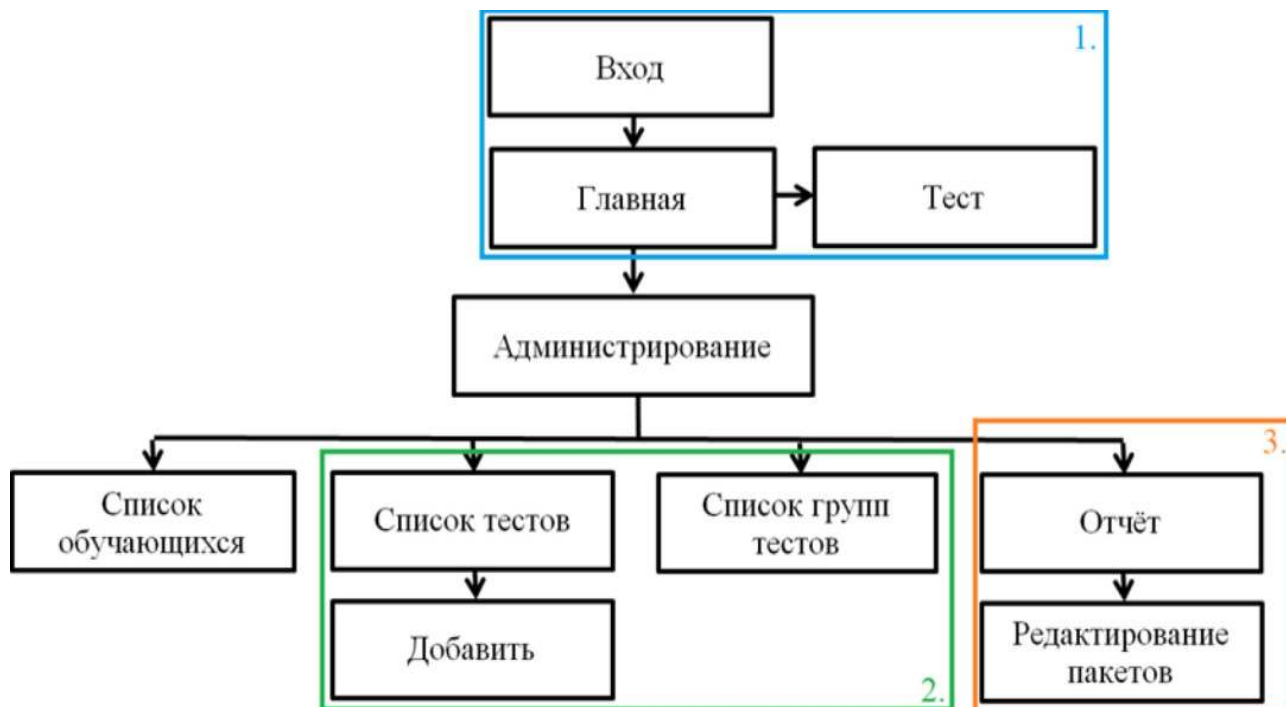 1.
Вход
Главная
Тест
Администрирование
3.
Список
обучающихся
Список тестов
Список групп
тестов
Отчёт
Добавить
Редактирование
пакетов
2.